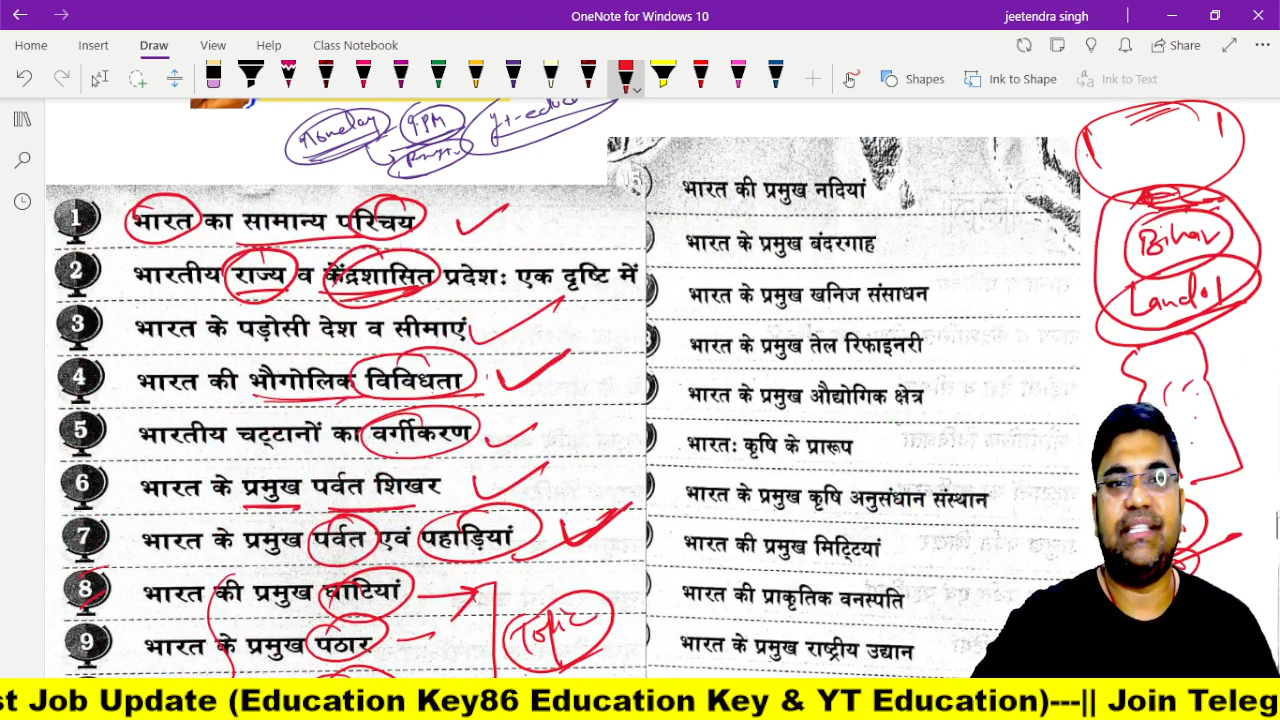 OneNote for Windows 10
jeetendra singh
Home Insert Draw View Help Class Notebook
Share
Shapes Ink to Shape Ink to Text
Monday 9 PM
Bihar
1 भारत का सामान्य परिचय
2 भारतीय राज्य व केंद्रशासित प्रदेशः एक दृष्टि में
3 भारत के पड़ोसी देश व सीमाएं
4 भारत की भौगोलिक विविधता
5 भारतीय चट्टानों का वर्गीकरण
6 भारत के प्रमुख पर्वत शिखर
7 भारत के प्रमुख पर्वत एवं पहाड़ियां
8 भारत की प्रमुख घाटियां
9 भारत के प्रमुख पठार
Topic
भारत की प्रमुख नदियां
भारत के प्रमुख बंदरगाह
भारत के प्रमुख खनिज संसाधन
भारत के प्रमुख तेल रिफाइनरी
भारत के प्रमुख औद्योगिक क्षेत्र
भारतः कृषि के प्रारूप
भारत के प्रमुख कृषि अनुसंधान संस्थान
भारत की प्रमुख मिट्टियां
भारत की प्राकृतिक वनस्पति
भारत के प्रमुख राष्ट्रीय उद्यान
st Job Update (Education Key86 Education Key & YT Education)---|| Join Teleg